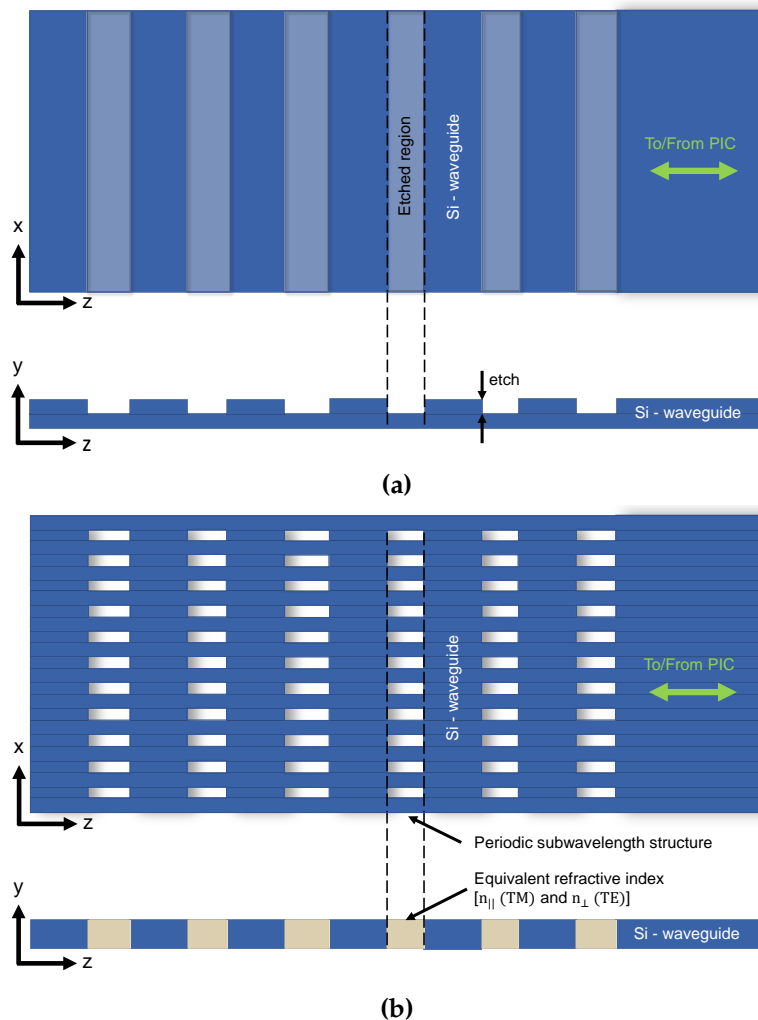 Etched region
Si - waveguide
To/From PIC
x
z
y
etch
Si - waveguide
z
(a)
Si - waveguide
To/From PIC
x
z
Periodic subwavelength structure
y
Equivalent refractive index
[n|| (TM) and n⊥ (TE)]
Si - waveguide
z
(b)